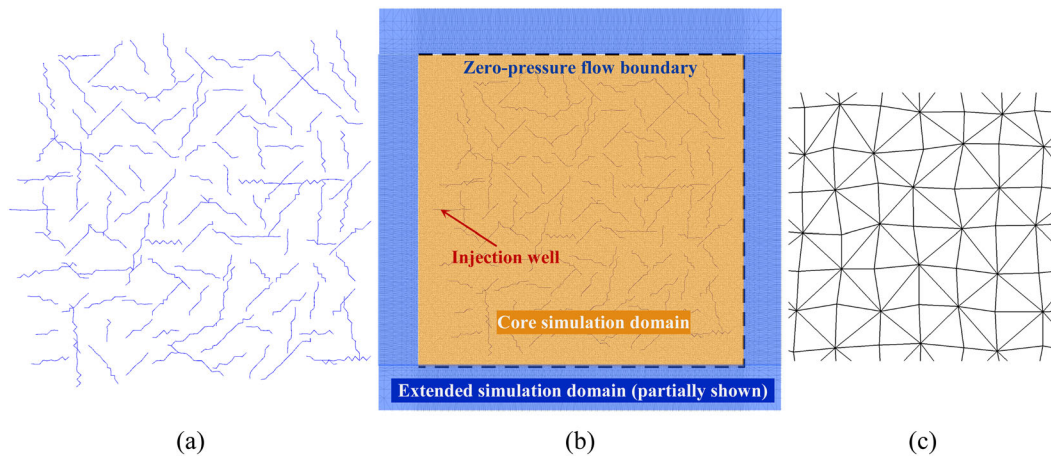 Zero-pressure flow boundary
Injection well
Core simulation domain
Extended simulation domain (partially shown)
(a)
(b)
(c)